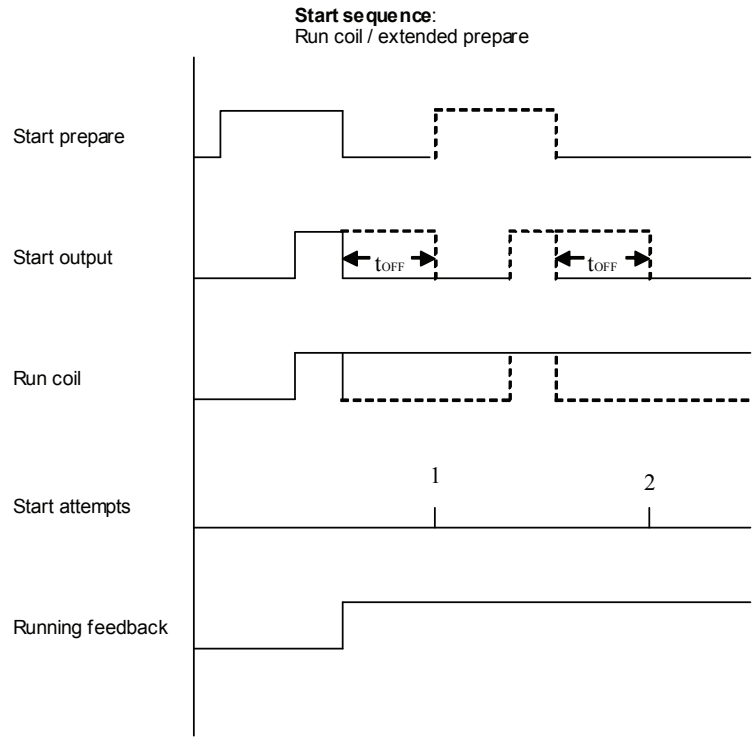 Start sequence:
Run coil / extended prepare
Start prepare
Start output
tOFF
tOFF
Run coil
1
2
Start attempts
Running feedback